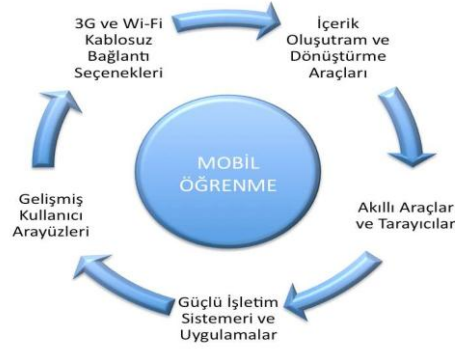 3G ve Wi-Fi
Kablosuz
Bağlantı
Seçenekleri
İçerik
Oluşutram ve
Dönüştürme
Araçları
MOBİL
ÖĞRENME
Akıllı Araçlar
ve Tarayıcılar
Güçlü İşletim
Sistemeri ve
Uygulamalar
Gelişmiş
Kullanıcı
Arayüzleri